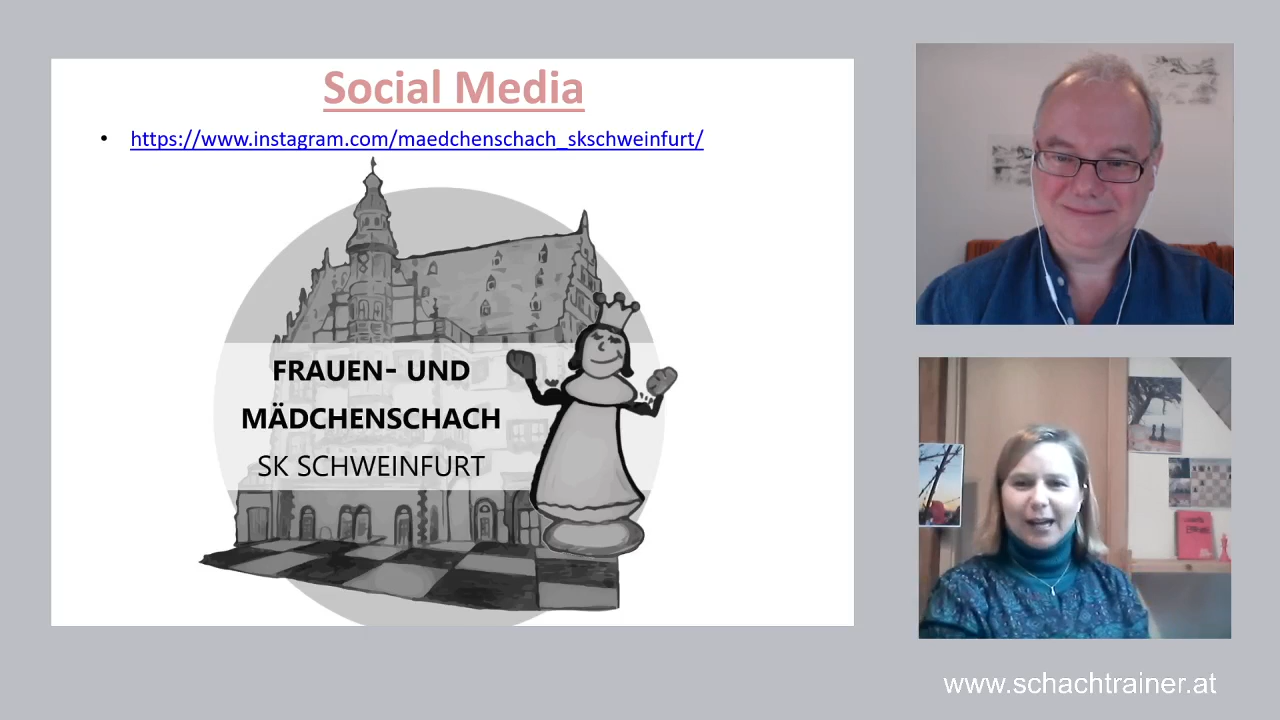 Social Media
• https://www.instagram.com/maedchenschach_skschweinfurt/
FRAUEN- UND
MÄDCHENSCHACH
SK SCHWEINFURT
www.schachtrainer.at